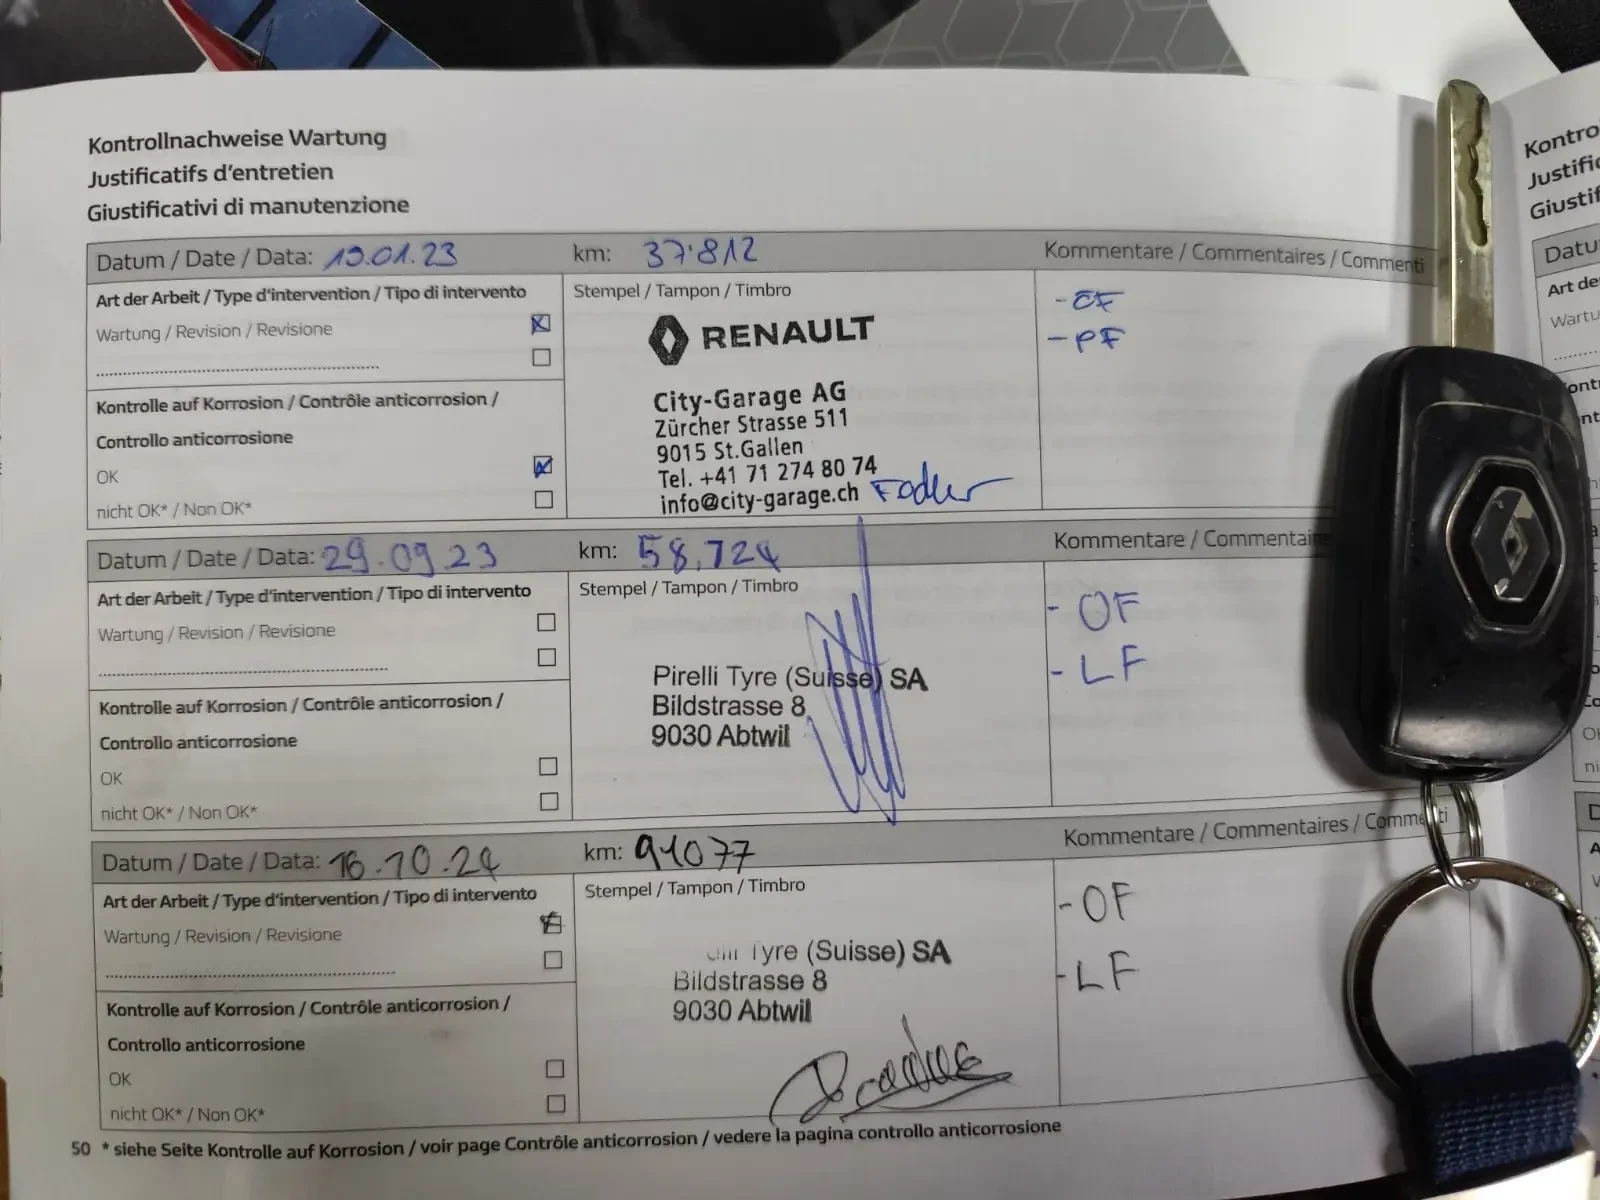 Kontrollnachweise Wartung
Justificatifs d'entretien
Giustificativi di manutenzione
Datum / Date / Data: 19.01.23 km: 37'812 Kommentare / Commentaires / Commenti
Art der Arbeit / Type d'intervention / Tipo di intervento
Wartung / Revision / Revisione
Kontrolle auf Korrosion / Contrôle anticorrosion /
Controllo anticorrosione
OK
nicht OK* / Non OK*
Stempel / Tampon / Timbro
RENAULT
City-Garage AG
Zürcher Strasse 511
9015 St.Gallen
Tel. +41 71 274 80 74
info@city-garage.ch
- PF
Datum / Date / Data: 29.09.23 km: 58,724 Kommentare / Commentaire
Art der Arbeit / Type d'intervention / Tipo di intervento
Wartung / Revision / Revisione
Kontrolle auf Korrosion / Contrôle anticorrosion /
Controllo anticorrosione
OK
nicht OK* / Non OK*
Stempel / Tampon / Timbro
Pirelli Tyre (Suisse) SA
Bildstrasse 8
9030 Abtwil
- OF
- LF
Datum / Date / Data: 16.10.24 km: 91077 Kommentare / Commentaires / Commenti
Art der Arbeit / Type d'intervention / Tipo di intervento
Wartung / Revision / Revisione
Kontrolle auf Korrosion / Contrôle anticorrosion /
Controllo anticorrosione
OK
nicht OK* / Non OK*
Stempel / Tampon / Timbro
Tyre (Suisse) SA
Bildstrasse 8
9030 Abtwil
- OF
- LF
50 * siehe Seite Kontrolle auf Korrosion / voir page Contrôle anticorrosion / vedere la pagina controllo anticorrosione